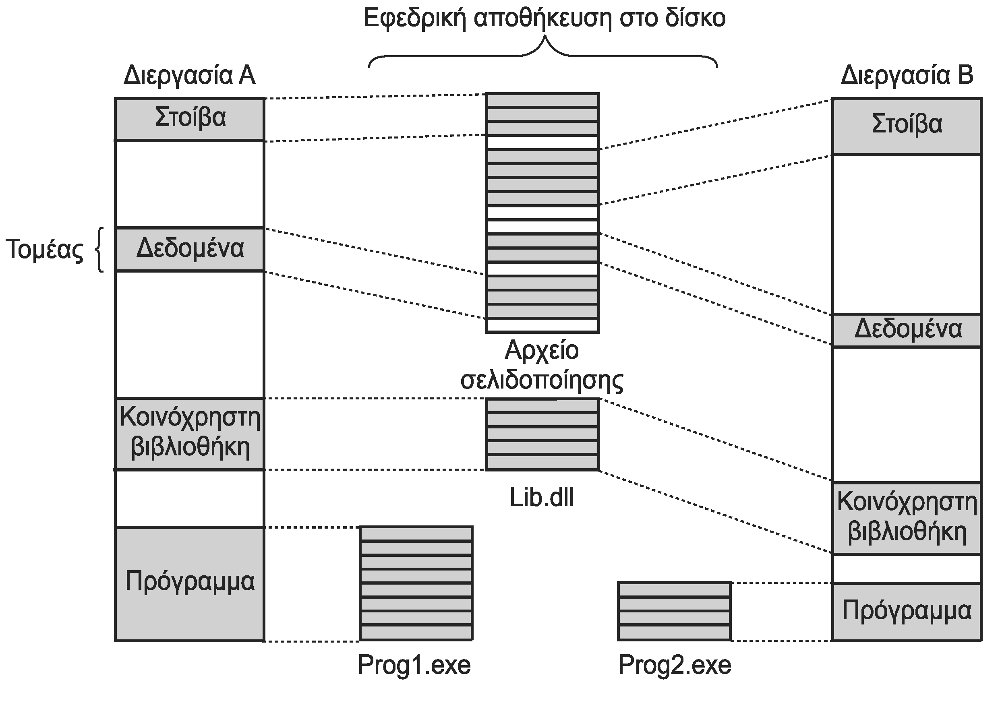 Εφεδρική αποθήκευση στο δίσκο
Διεργασία A
Διεργασία B
Στοίβα
Στοίβα
Τομέας
Δεδομένα
Δεδομένα
Αρχείο
σελιδοποίησης
Κοινόχρηστη
βιβλιοθήκη
Lib.dll
Κοινόχρηστη
βιβλιοθήκη
Πρόγραμμα
Πρόγραμμα
Prog1.exe
Prog2.exe